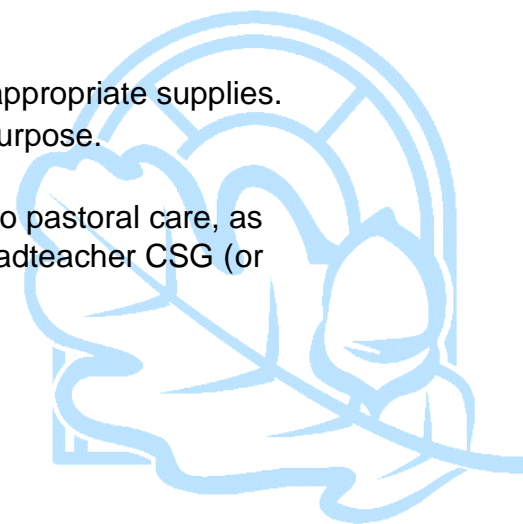 appropriate supplies.
urpose.
o pastoral care, as
adteacher CSG (or